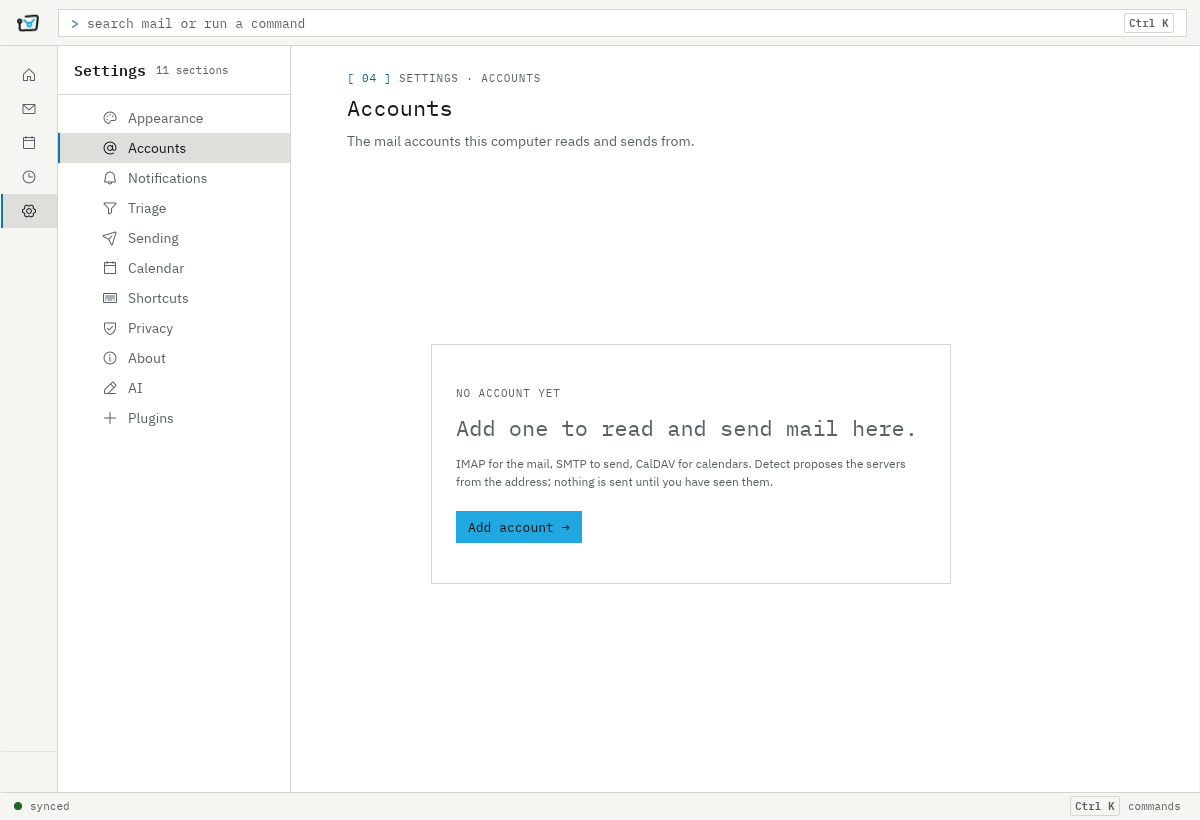 > search mail or run a command
Ctrl K
Settings 11 sections
Appearance
Accounts
Notifications
Triage
Sending
Calendar
Shortcuts
Privacy
About
AI
Plugins
[ 04 ] SETTINGS · ACCOUNTS
Accounts
The mail accounts this computer reads and sends from.
NO ACCOUNT YET
Add one to read and send mail here.
IMAP for the mail, SMTP to send, CalDAV for calendars. Detect proposes the servers
from the address; nothing is sent until you have seen them.
Add account →
synced
Ctrl K commands